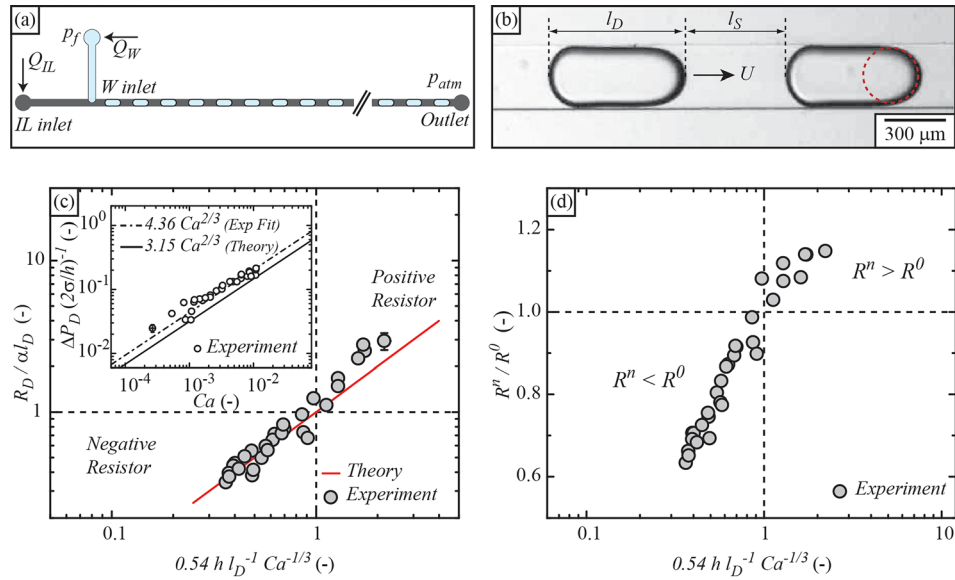 (a)
p_f
Q_W
Q_IL
W inlet
p_atm
IL inlet
Outlet
(b)
l_D
l_S
U
300 μm
(c)
R_D / αl_D (-)
10
1
0.1
1
0.54 h l_D^-1 Ca^-1/3 (-)
ΔP_D (2σ/h)^-1 (-)
10^0
10^-1
10^-2
10^-4
10^-3
10^-2
Ca (-)
4.36 Ca^2/3 (Exp Fit)
3.15 Ca^2/3 (Theory)
Experiment
Positive
Resistor
Negative
Resistor
Theory
Experiment
(d)
R^n / R^0 (-)
1.2
1.0
0.8
0.6
R^n > R^0
R^n < R^0
Experiment
0.1
1
10
0.54 h l_D^-1 Ca^-1/3 (-)